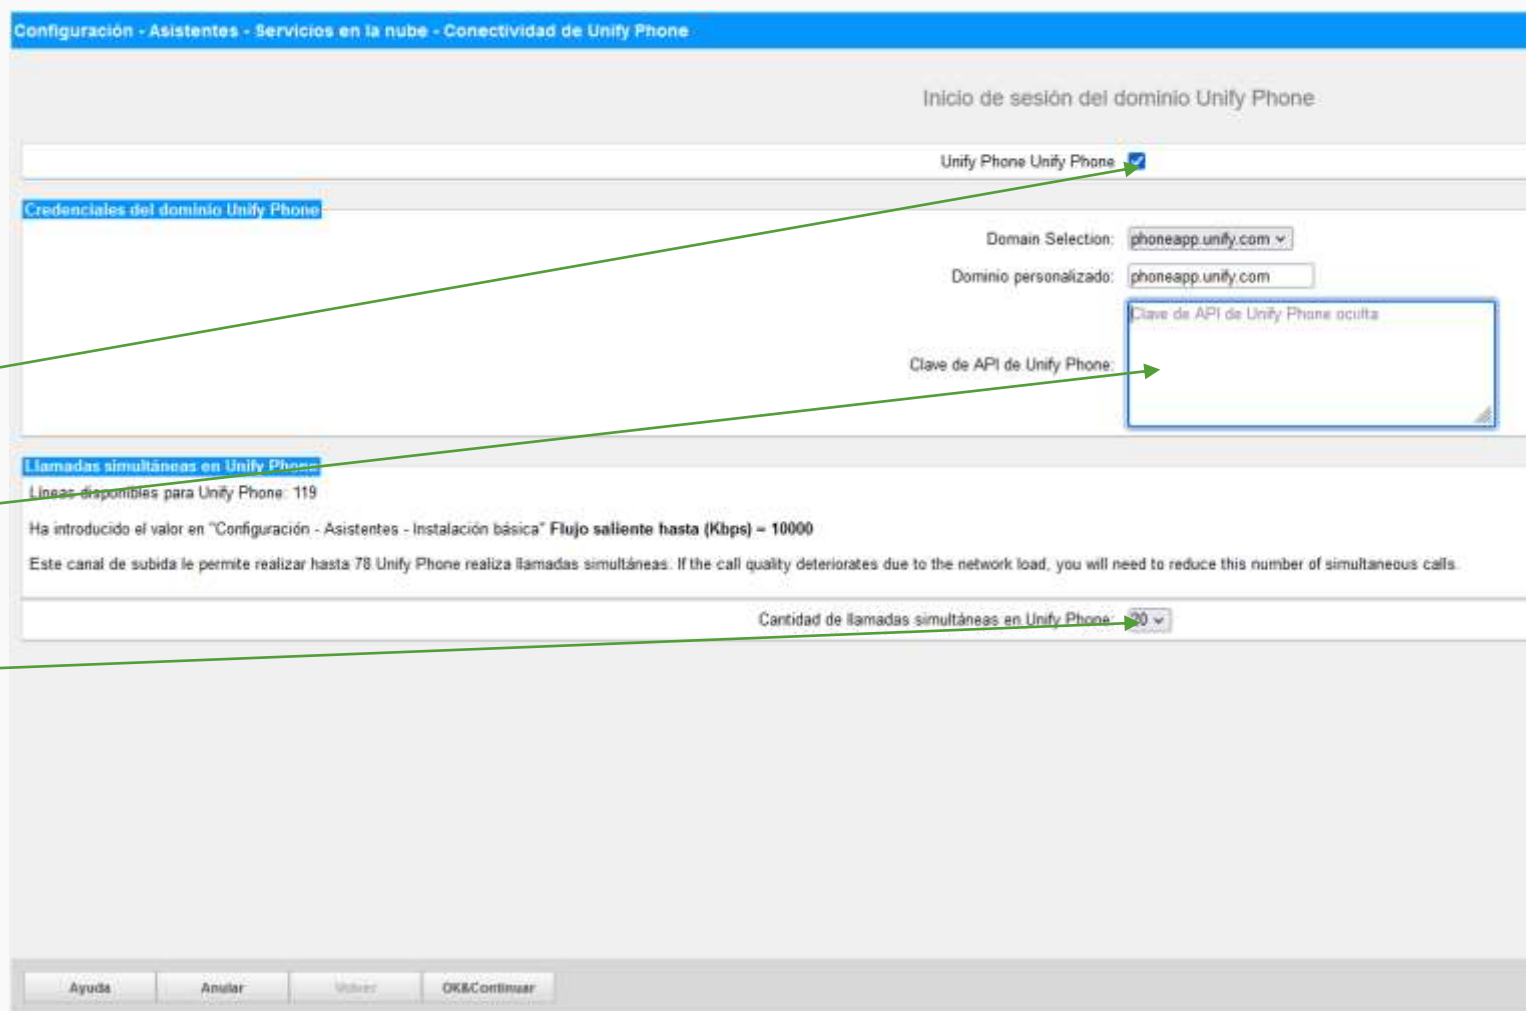 Configuración - Asistentes - Servicios en la nube - Conectividad de Unify Phone
Inicio de sesión del dominio Unify Phone
Unify Phone Unify Phone
Credenciales del dominio Unify Phone
Domain Selection: phoneapp.unify.com
Dominio personalizado: phoneapp.unify.com
Clave de API de Unify Phone oculta
Clave de API de Unify Phone:
Llamadas simultáneas en Unify Phone
Líneas disponibles para Unify Phone: 119
Ha introducido el valor en "Configuración - Asistentes - Instalación básica" Flujo saliente hasta (Kbps) = 10000
Este canal de subida le permite realizar hasta 78 Unify Phone realiza llamadas simultáneas. If the call quality deteriorates due to the network load, you will need to reduce this number of simultaneous calls.
Cantidad de llamadas simultáneas en Unify Phone: 20
Ayuda Anular Volver OK&Continuar